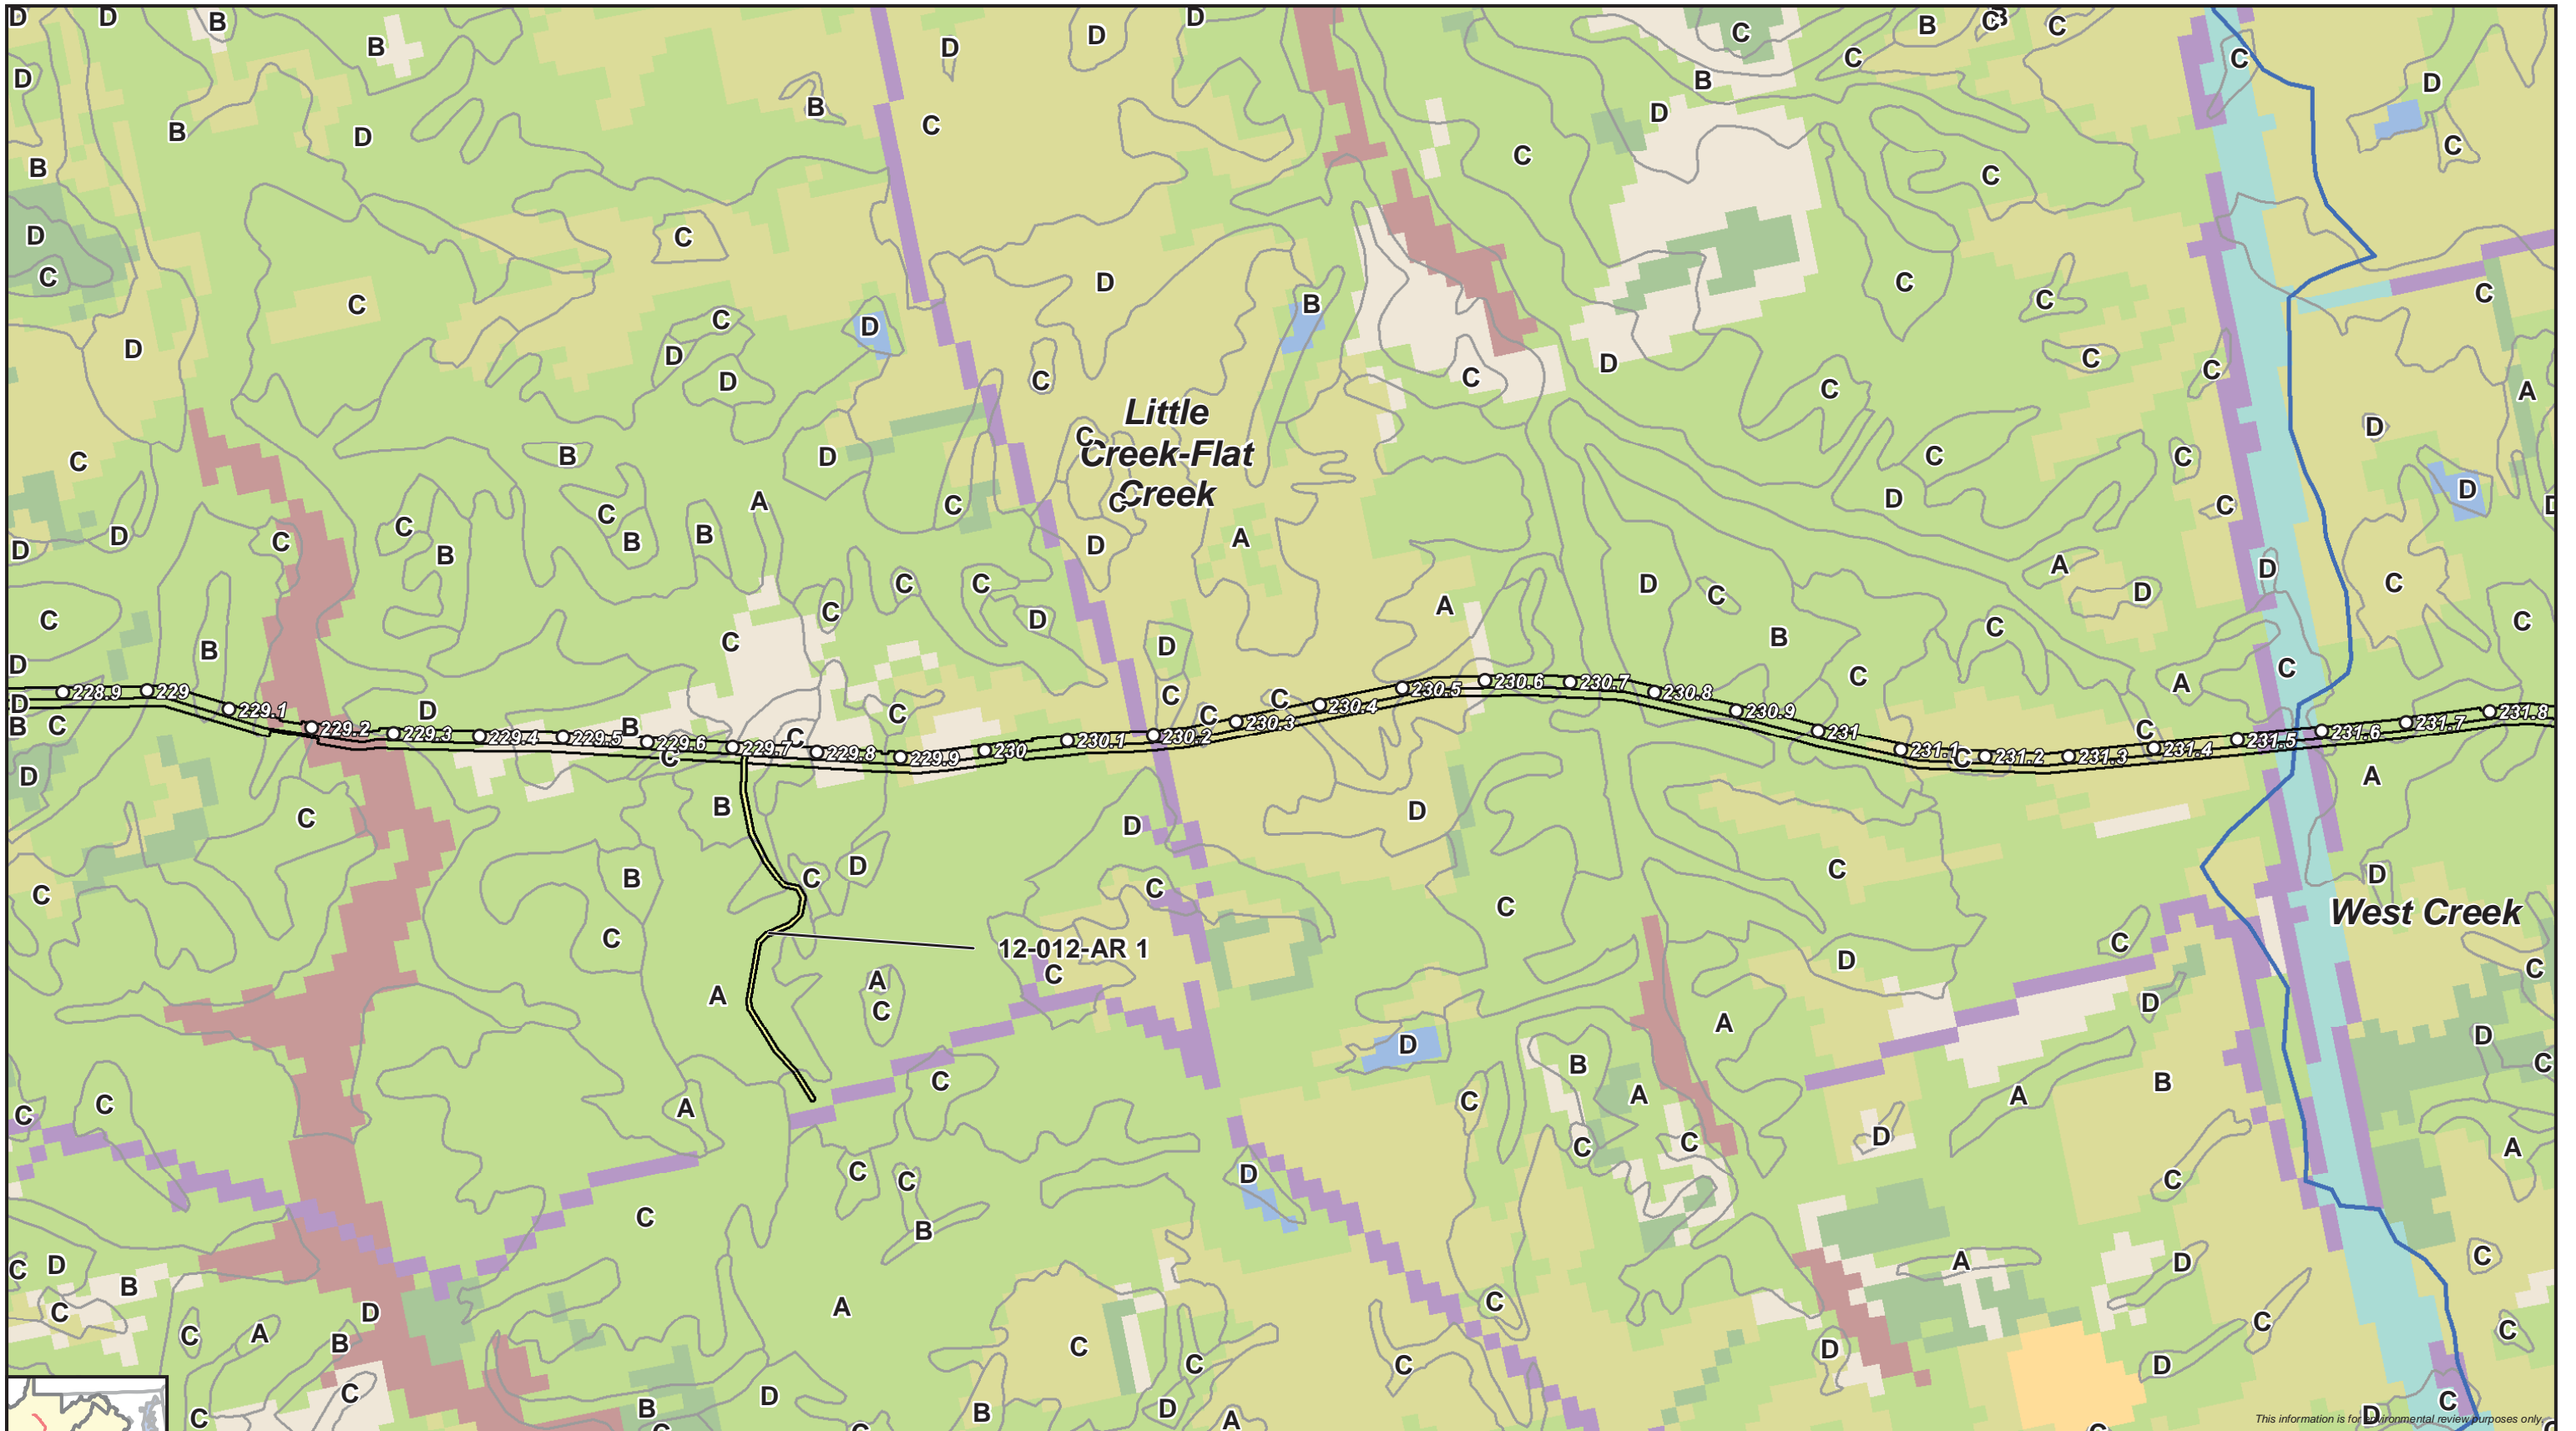 D D B B D D D C B C B C C D
D B B C D B D C C
B D C
B
D C C C C
D D C C
C D B
C C D C C C
D D D C D C C C
Little
Creek-Flat
Creek
C C A D
C B D C C D
C A C C D
D D C B C B B C D A D
C C C C A D A D C
C B C C D D B C C C
D D C C A C
228.9 229 229.1 229.2 229.3 229.4 229.5 229.6 229.7 229.8 229.9 230 230.1 230.2 230.3 230.4 230.5 230.6 230.7 230.8 230.9 231 231.1 231.2 231.3 231.4 231.5 231.6 231.7 231.8
D B C D B C C C C C C C
D C B D D A
C B C D C C C D
West Creek
C C D C
12-012-AR 1
A A C C D C
C A D D
C C A C B A C A B C
C C D C C D A
C C C D C
C B A D C
C D B
C D A C C
C A B C C C D D C
C C B D B D A D C
This information is for environmental review purposes only.